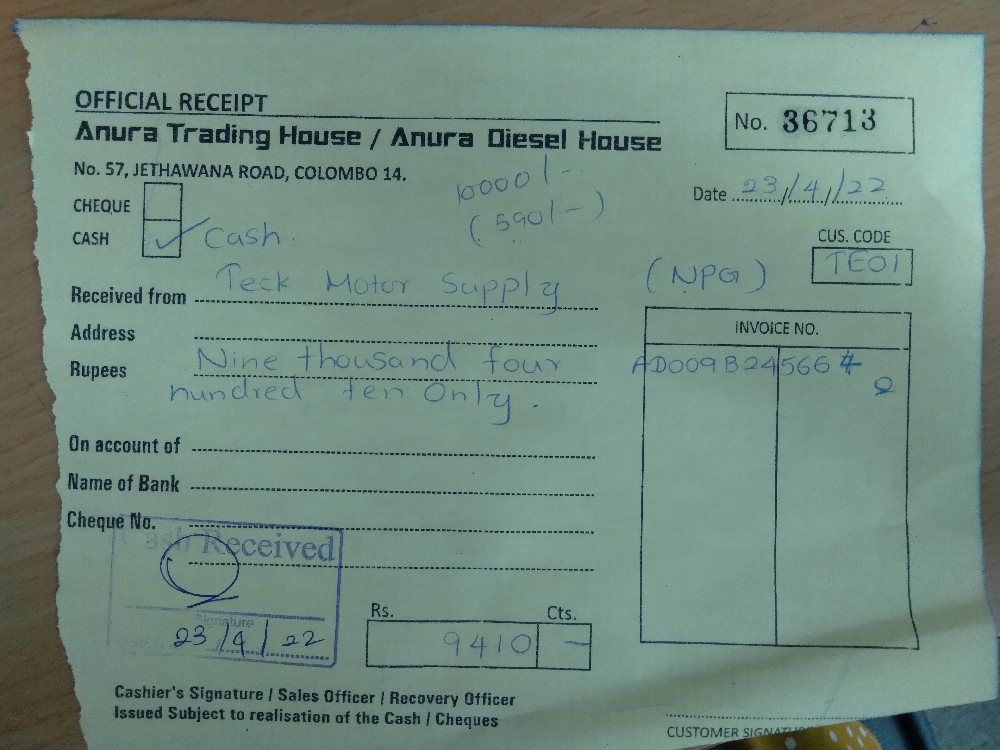 OFFICIAL RECEIPT
No. 36713
Anura Trading House / Anura Diesel House
No. 57, JETHAWANA ROAD, COLOMBO 14.
10000/-
Date 23/4/22
CHEQUE
(590/-)
CASH Cash.
CUS. CODE
TE01
Received from Teck Motor Supply (NPG)
INVOICE NO.
Address
Rupees Nine thousand four
hundred ten Only.
AD009B24566
On account of
Name of Bank
Cheque No.
Cash Received
Signature
23/4/22
Rs. Cts.
9410 -
Cashier's Signature / Sales Officer / Recovery Officer
Issued Subject to realisation of the Cash / Cheques
CUSTOMER SIGNATURE